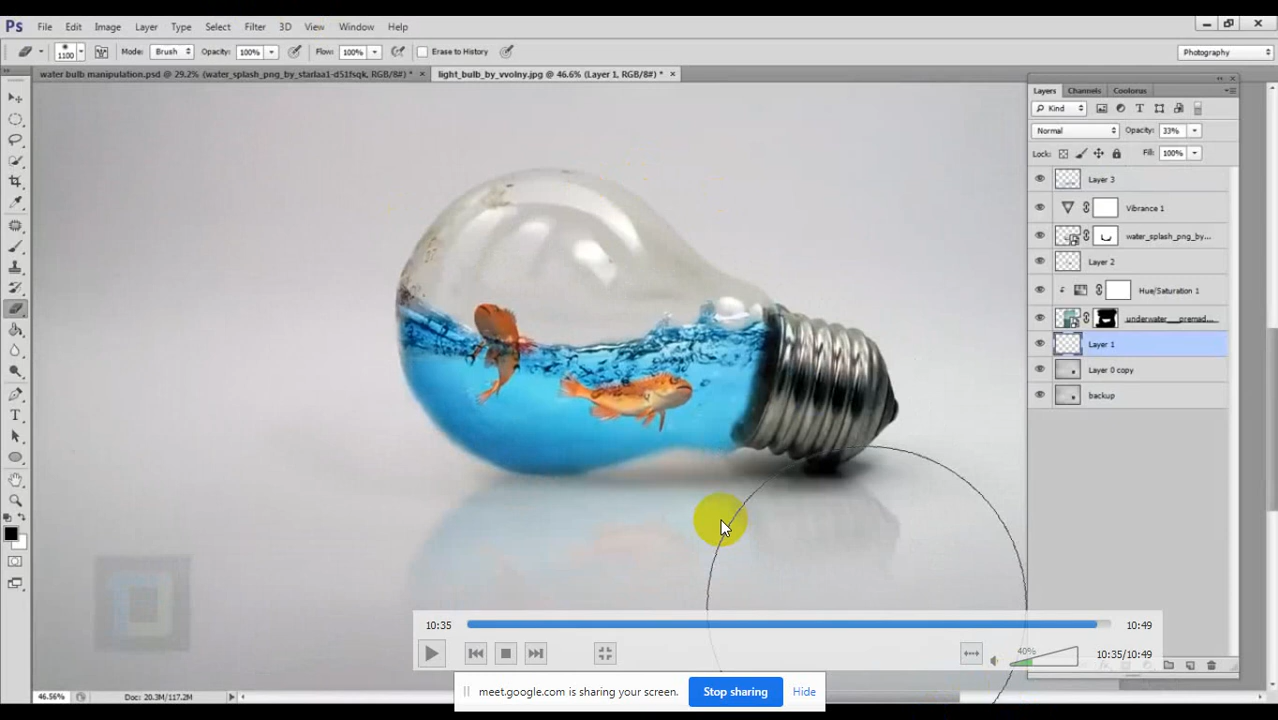 Ps File Edit Image Layer Type Select Filter 3D View Window Help
1100 Mode: Brush Opacity: 100% Flow: 100% Erase to History Photography
water bulb manipulation.psd @ 29.2% (water_splash_png_by_starlaa1-d51fsqk, RGB/8#) * × light_bulb_by_vvolny.jpg @ 46.6% (Layer 1, RGB/8#) * ×
Layers Channels Coolorus
Kind
Normal Opacity: 33%
Lock: Fill: 100%
Layer 3
Vibrance 1
water_splash_png_by...
Layer 2
Hue/Saturation 1
underwater___premad...
Layer 1
Layer 0 copy
backup
10:35 10:49
40% 10:35/10:49
meet.google.com is sharing your screen. Stop sharing Hide
46.56% Doc: 20.3M/117.2M